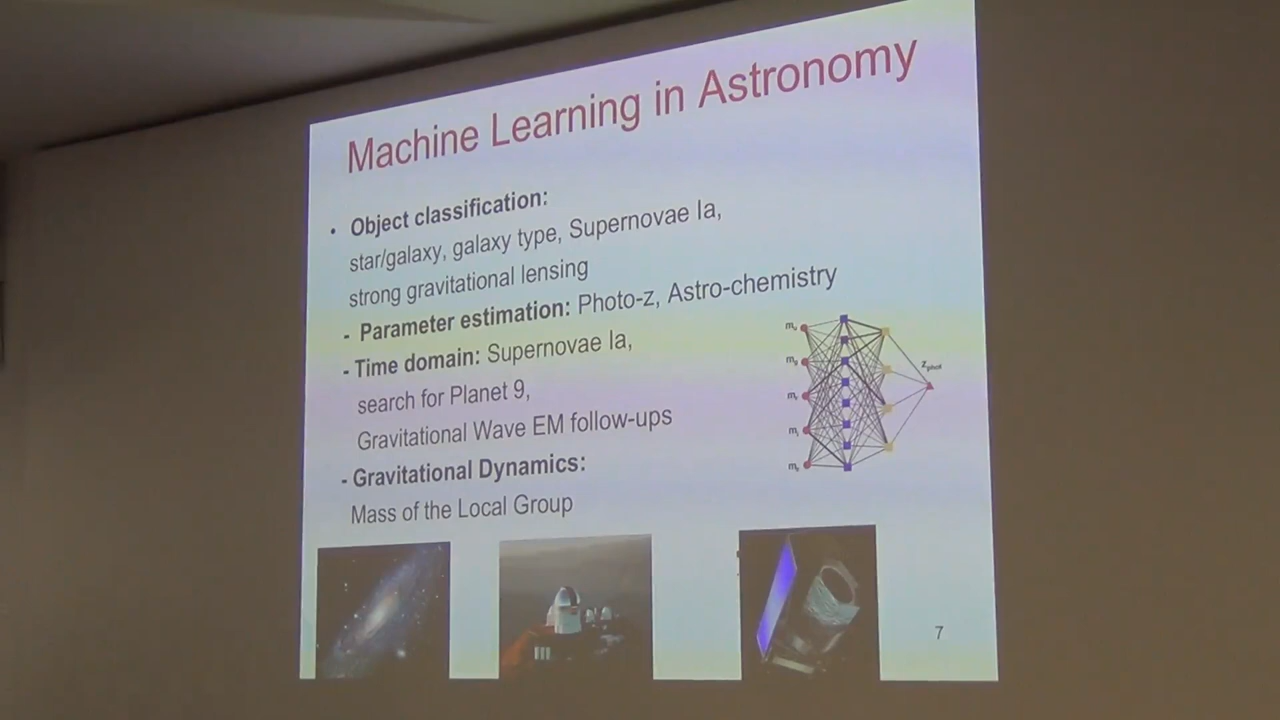 Machine Learning in Astronomy
• Object classification:
star/galaxy, galaxy type, Supernovae Ia,
strong gravitational lensing
- Parameter estimation: Photo-z, Astro-chemistry
- Time domain: Supernovae Ia,
search for Planet 9,
Gravitational Wave EM follow-ups
- Gravitational Dynamics:
Mass of the Local Group
7